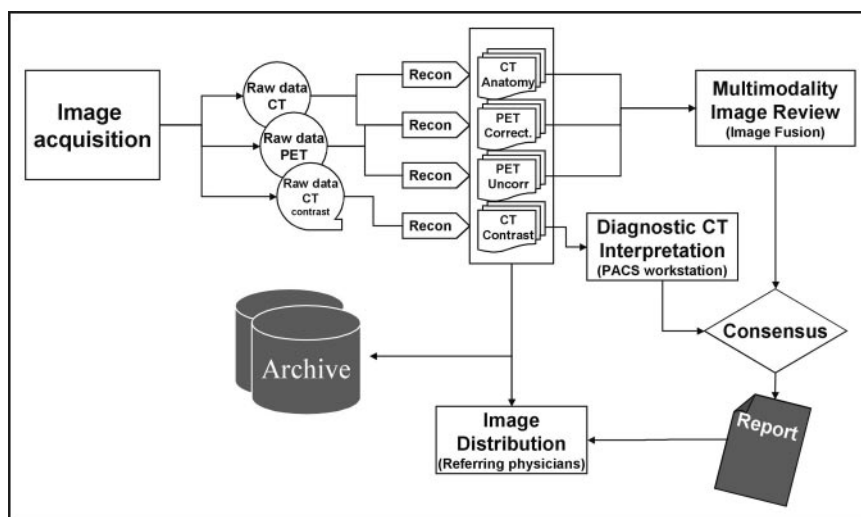 Image
acquisition
Raw data
CT
Raw data
PET
Raw data
CT
contrast
Recon
Recon
Recon
Recon
CT
Anatomy
PET
Correct.
PET
Uncorr
CT
Contrast
Multimodality
Image Review
(Image Fusion)
Diagnostic CT
Interpretation
(PACS workstation)
Consensus
Archive
Image
Distribution
(Referring physicians)
Report